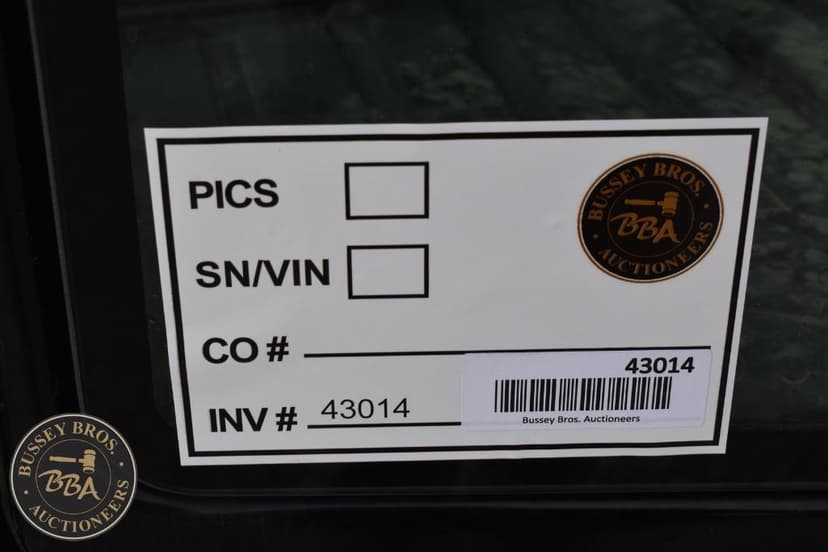 PICS
SN/VIN
CO #
INV # 43014
43014
Bussey Bros. Auctioneers
BUSSEY BROS.
BBA
AUCTIONEERS
BUSSEY BROS.
BBA
AUCTIONEERS